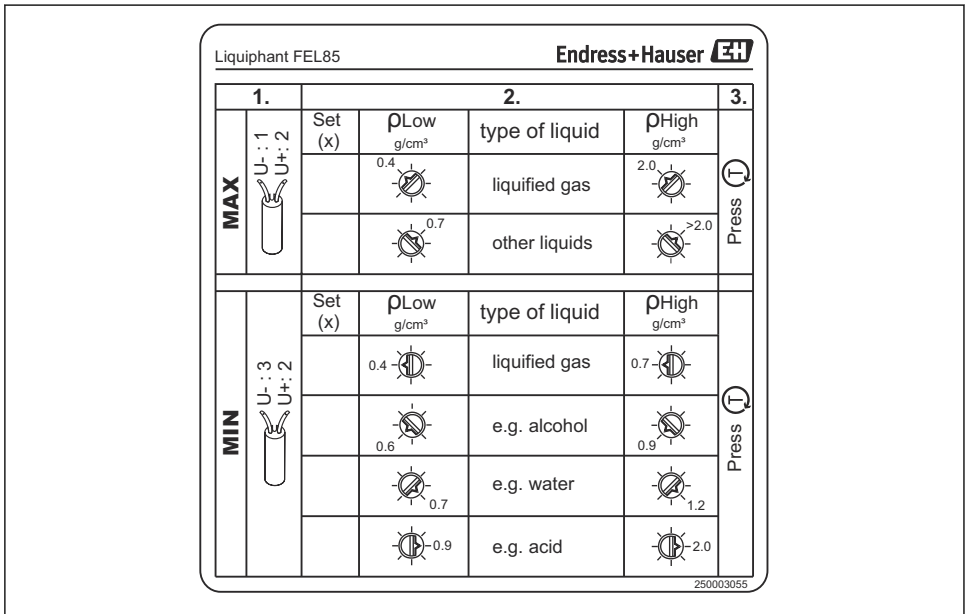 Liquiphant FEL85
Endress+Hauser EH
1. 2. 3.
MAX
U- : 1
U+: 2
Set
(x)
ρLow
g/cm³
type of liquid
ρHigh
g/cm³
0.4
liquified gas
2.0
0.7
other liquids
>2.0
Press T
MIN
U- : 3
U+: 2
Set
(x)
ρLow
g/cm³
type of liquid
ρHigh
g/cm³
0.4
liquified gas
0.7
0.6
e.g. alcohol
0.9
0.7
e.g. water
1.2
0.9
e.g. acid
2.0
Press T
250003055